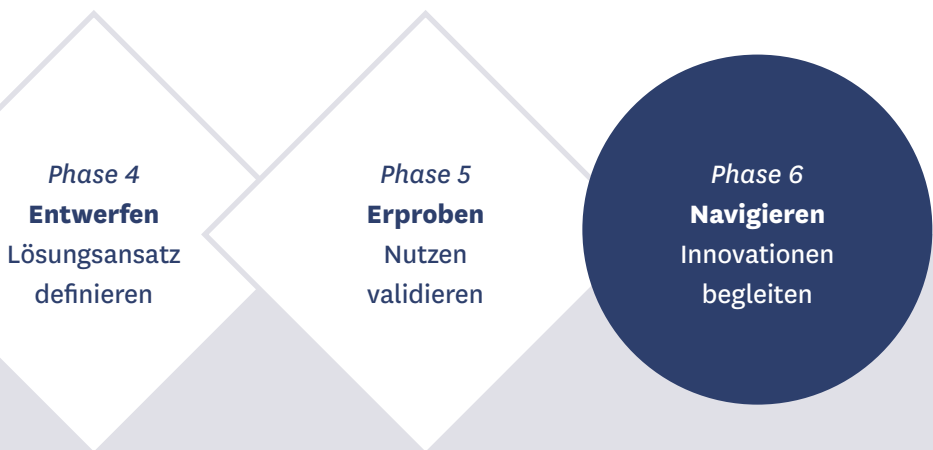 Phase 4
Entwerfen
Lösungsansatz
definieren
Phase 5
Erproben
Nutzen
validieren
Phase 6
Navigieren
Innovationen
begleiten